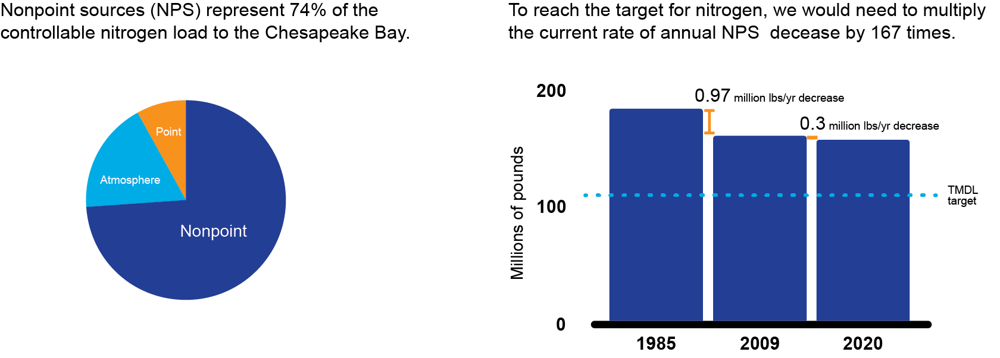 Nonpoint sources (NPS) represent 74% of the
controllable nitrogen load to the Chesapeake Bay.
Point
Atmosphere
Nonpoint
To reach the target for nitrogen, we would need to multiply
the current rate of annual NPS  decease by 167 times.
200
0.97 million lbs/yr decrease
0.3 million lbs/yr decrease
Millions of pounds
TMDL
target
100
0
1985
2009
2020